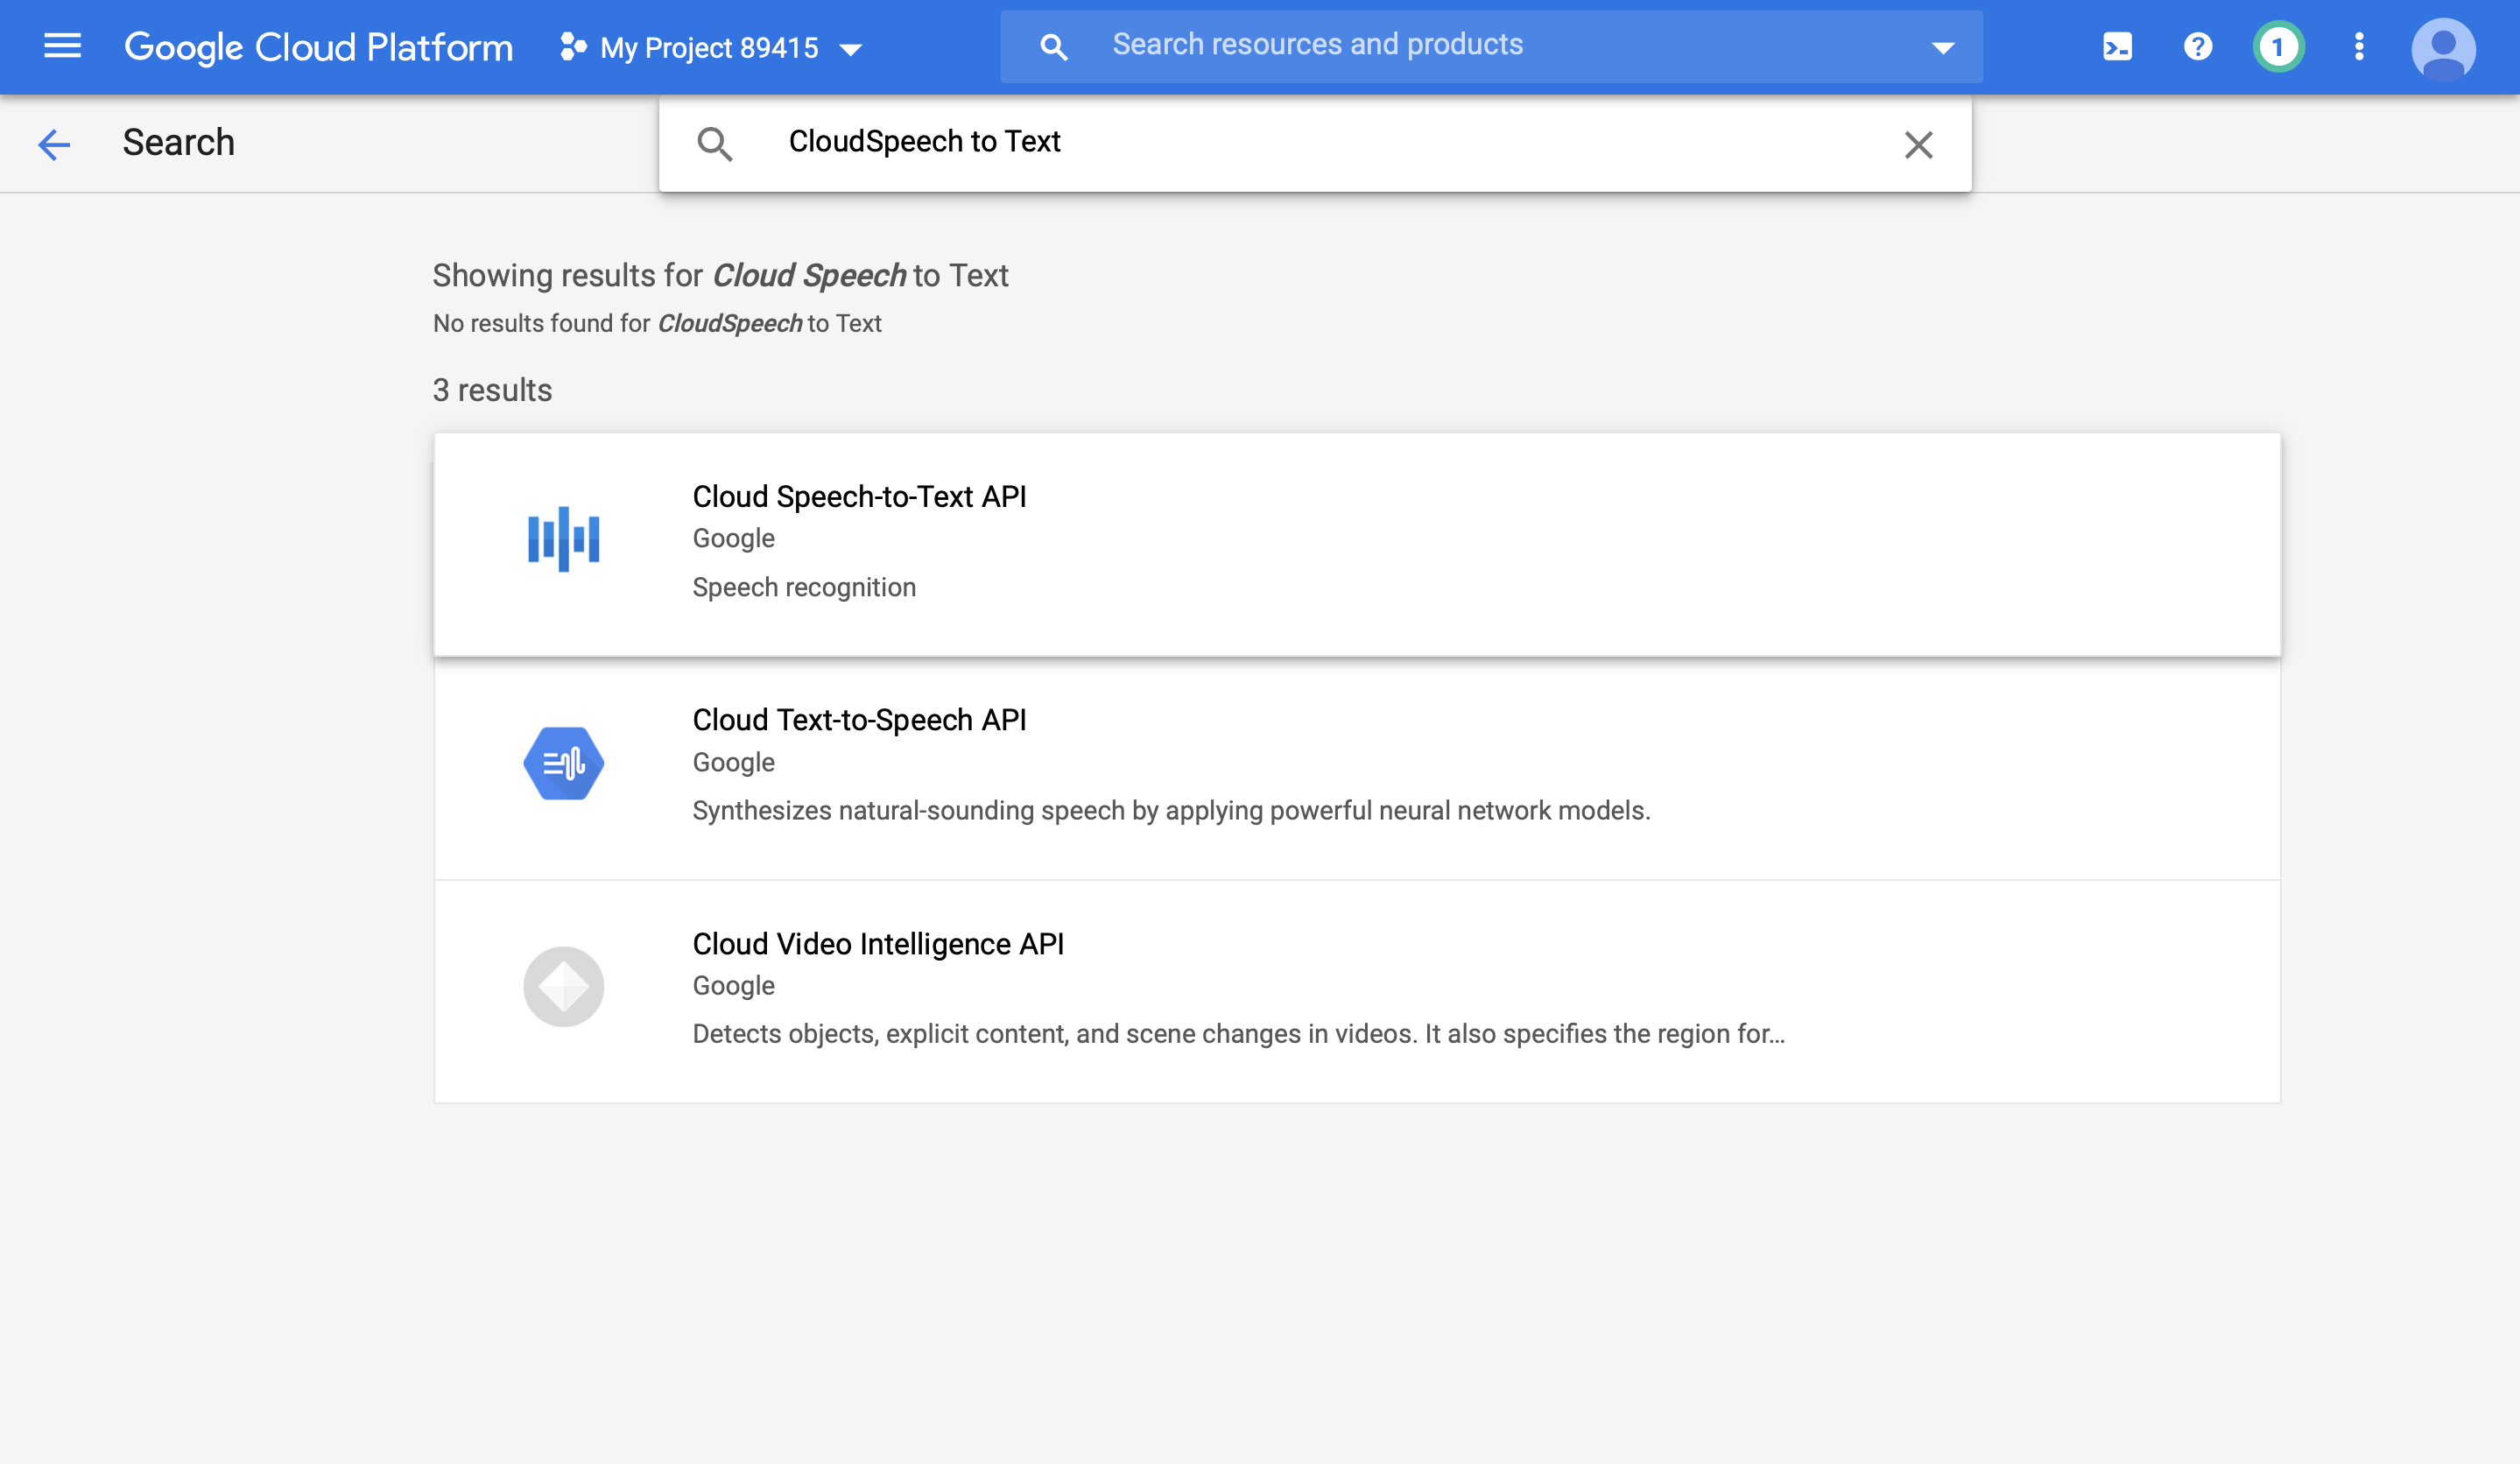 Google Cloud Platform
My Project 89415
Search resources and products
1
Search
CloudSpeech to Text
Showing results for Cloud Speech to Text
No results found for CloudSpeech to Text
3 results
Cloud Speech-to-Text API
Google
Speech recognition
Cloud Text-to-Speech API
Google
Synthesizes natural-sounding speech by applying powerful neural network models.
Cloud Video Intelligence API
Google
Detects objects, explicit content, and scene changes in videos. It also specifies the region for...